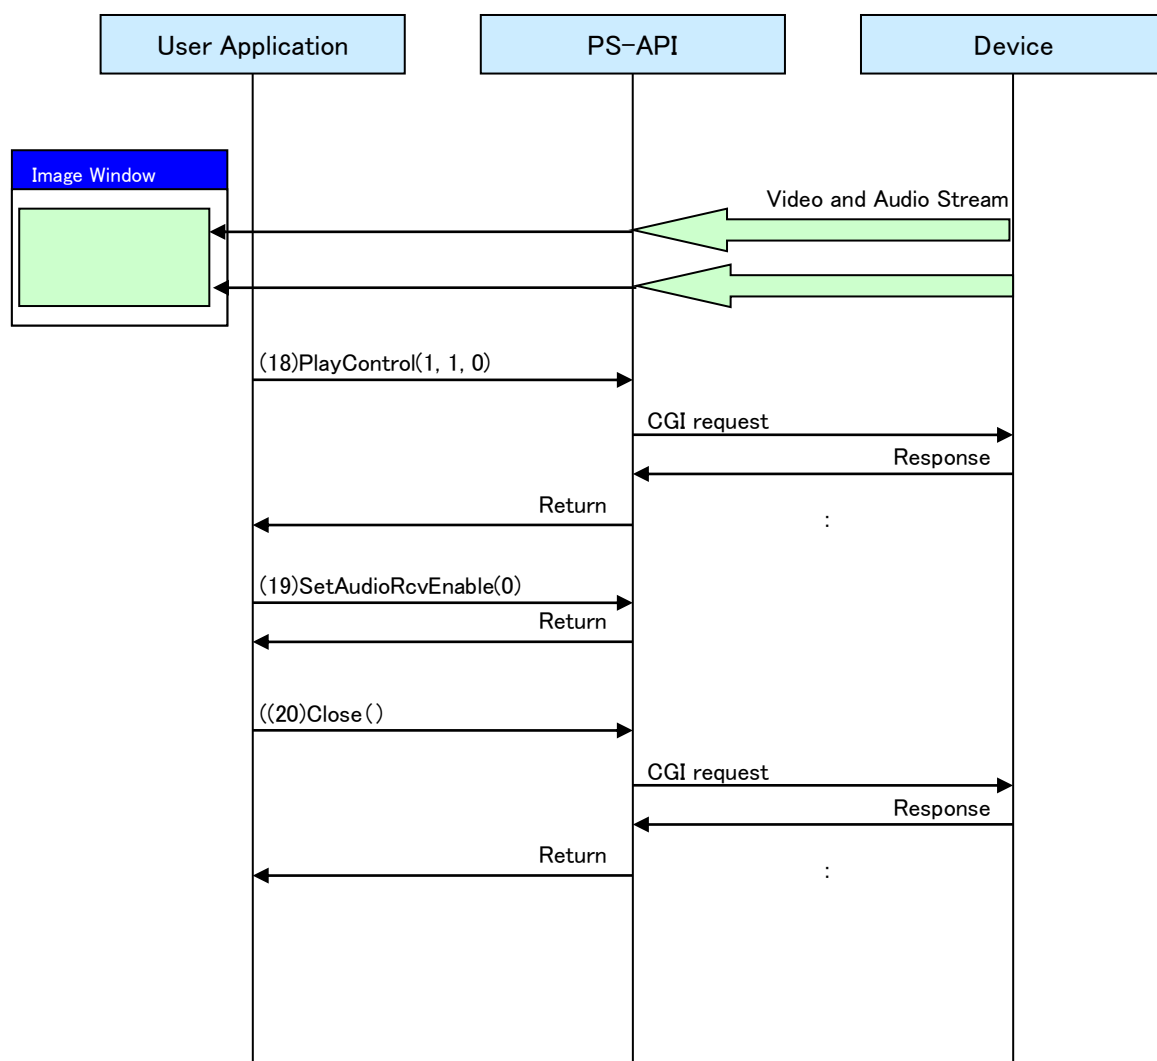 User Application
PS-API
Device
Image Window
Video and Audio Stream
(18)PlayControl(1, 1, 0)
CGI request
Response
Return
:
(19)SetAudioRcvEnable(0)
Return
((20)Close()
CGI request
Response
Return
: